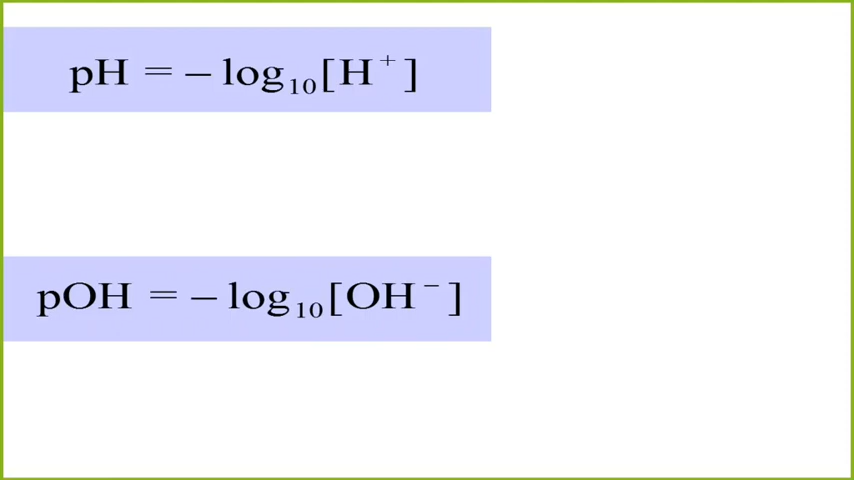 pH = – log₁₀[H⁺]
pOH = – log₁₀[OH⁻]